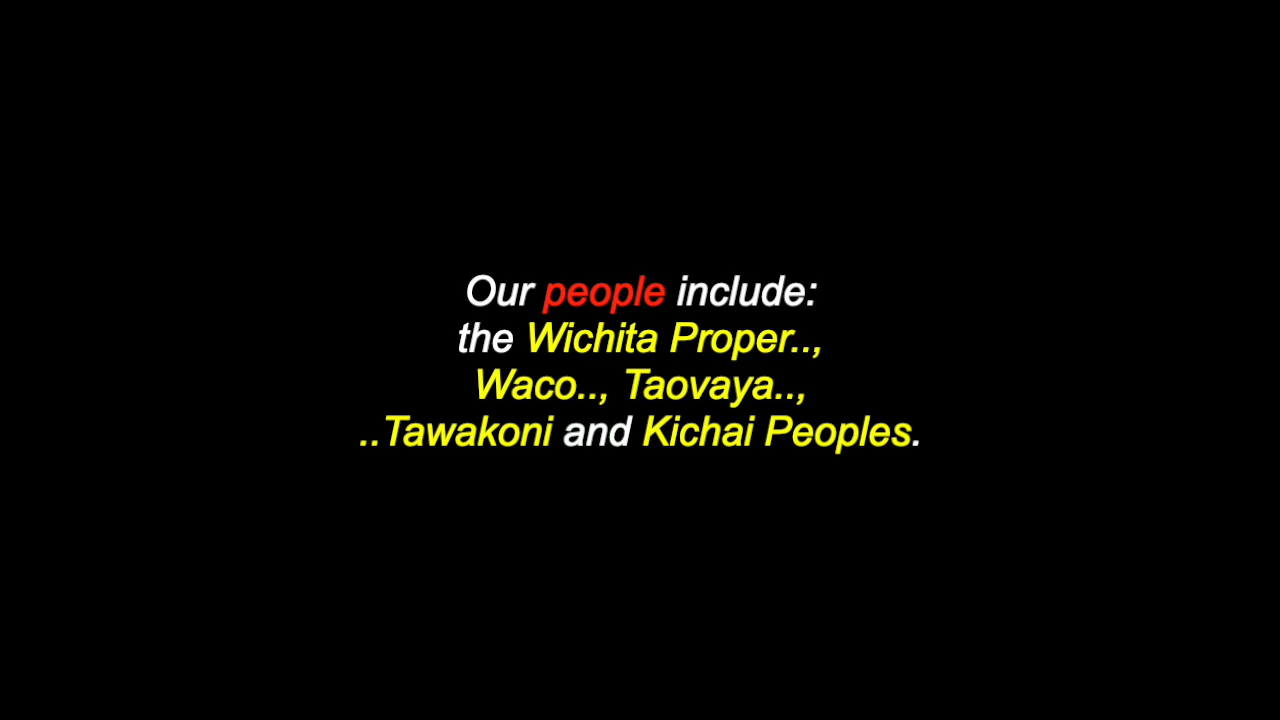 Our people include:
the Wichita Proper..,
Waco.., Taovaya..,
..Tawakoni and Kichai Peoples.